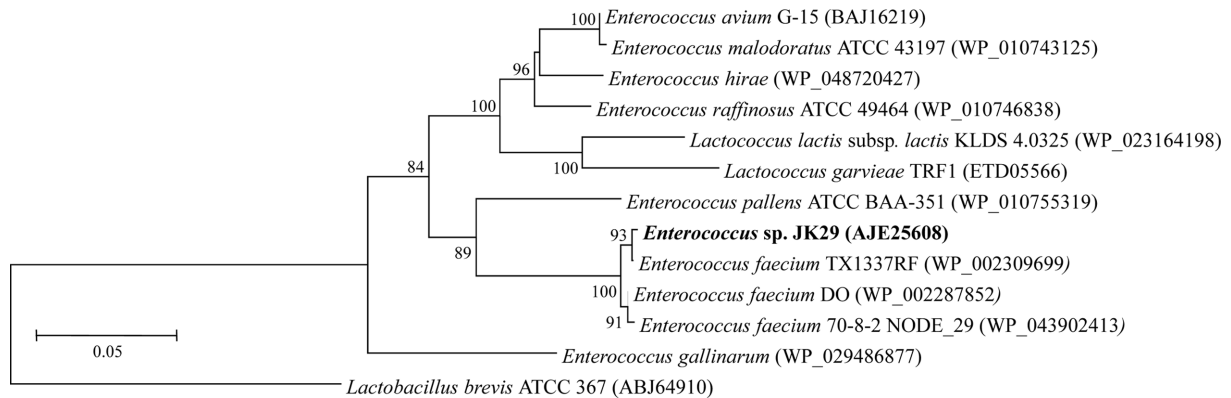 100 Enterococcus avium G-15 (BAJ16219)
Enterococcus malodoratus ATCC 43197 (WP_010743125)
96 Enterococcus hirae (WP_048720427)
100 Enterococcus raffinosus ATCC 49464 (WP_010746838)
Lactococcus lactis subsp. lactis KLDS 4.0325 (WP_023164198)
84 100 Lactococcus garvieae TRF1 (ETD05566)
Enterococcus pallens ATCC BAA-351 (WP_010755319)
93 Enterococcus sp. JK29 (AJE25608)
89 Enterococcus faecium TX1337RF (WP_002309699)
100 Enterococcus faecium DO (WP_002287852)
91 Enterococcus faecium 70-8-2 NODE_29 (WP_043902413)
0.05
Enterococcus gallinarum (WP_029486877)
Lactobacillus brevis ATCC 367 (ABJ64910)